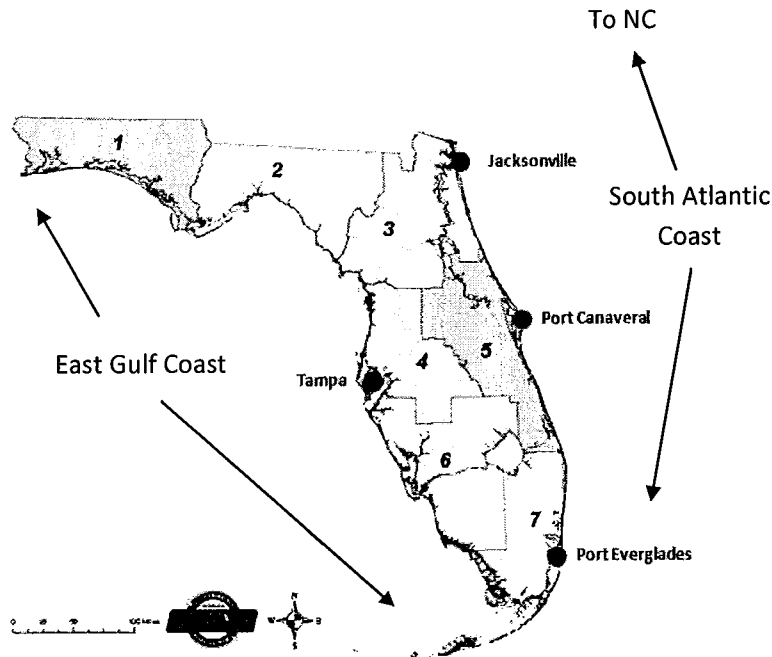 To NC
1
2
Jacksonville
South Atlantic
Coast
3
Port Canaveral
5
East Gulf Coast
Tampa
4
6
7
Port Everglades
N
W
S